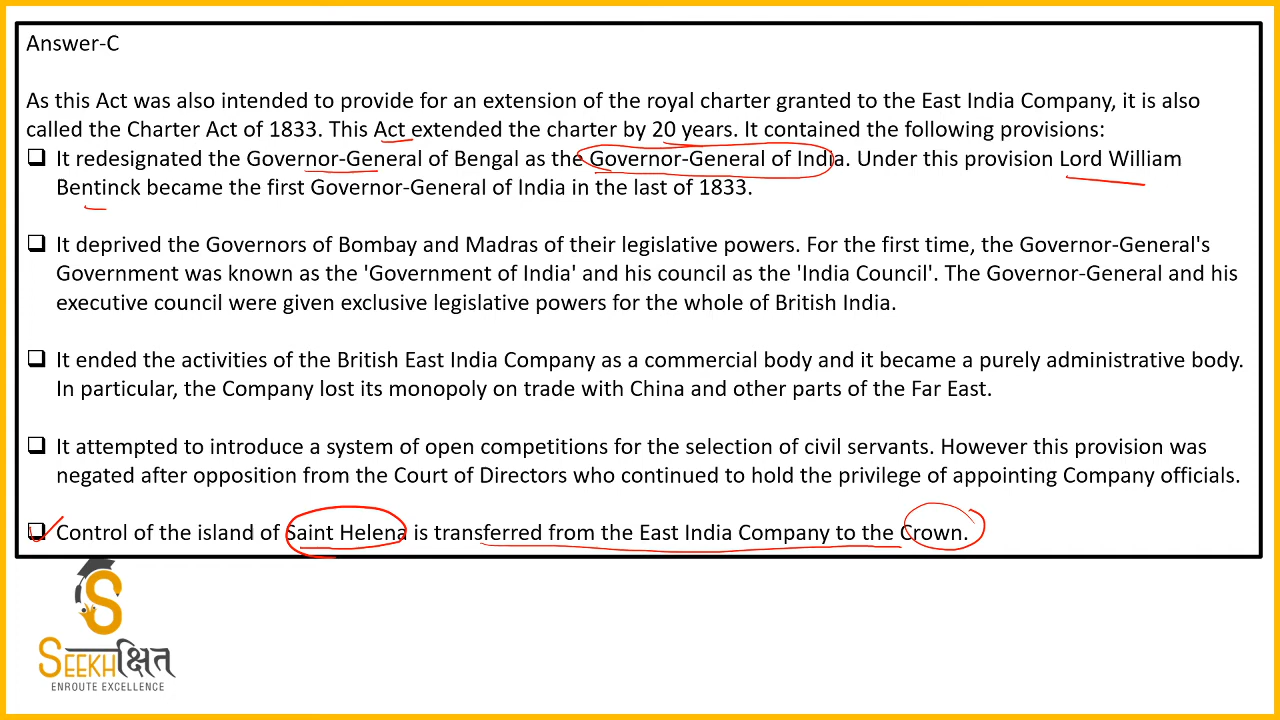 Answer-C
As this Act was also intended to provide for an extension of the royal charter granted to the East India Company, it is also
called the Charter Act of 1833. This Act extended the charter by 20 years. It contained the following provisions:
It redesignated the Governor-General of Bengal as the Governor-General of India. Under this provision Lord William
Bentinck became the first Governor-General of India in the last of 1833.
It deprived the Governors of Bombay and Madras of their legislative powers. For the first time, the Governor-General's
Government was known as the 'Government of India' and his council as the 'India Council'. The Governor-General and his
executive council were given exclusive legislative powers for the whole of British India.
It ended the activities of the British East India Company as a commercial body and it became a purely administrative body.
In particular, the Company lost its monopoly on trade with China and other parts of the Far East.
It attempted to introduce a system of open competitions for the selection of civil servants. However this provision was
negated after opposition from the Court of Directors who continued to hold the privilege of appointing Company officials.
Control of the island of Saint Helena is transferred from the East India Company to the Crown.
S
SEEKHक्षित
ENROUTE EXCELLENCE